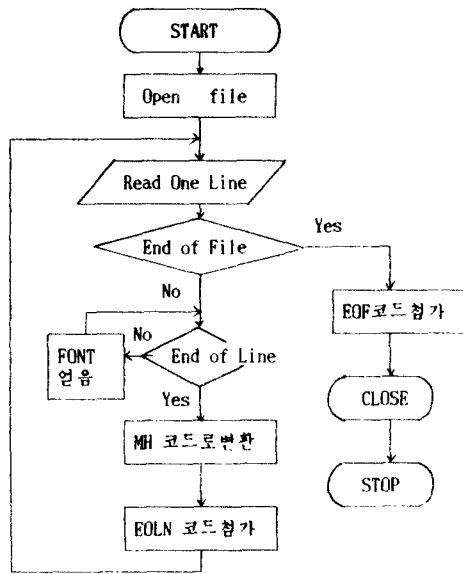 START
Open file
Read One Line
Yes
End of File
No
EOF코드첨가
No
FONT
얻음
End of Line
CLOSE
Yes
MH 코드로변환
STOP
EOLN 코드첨가